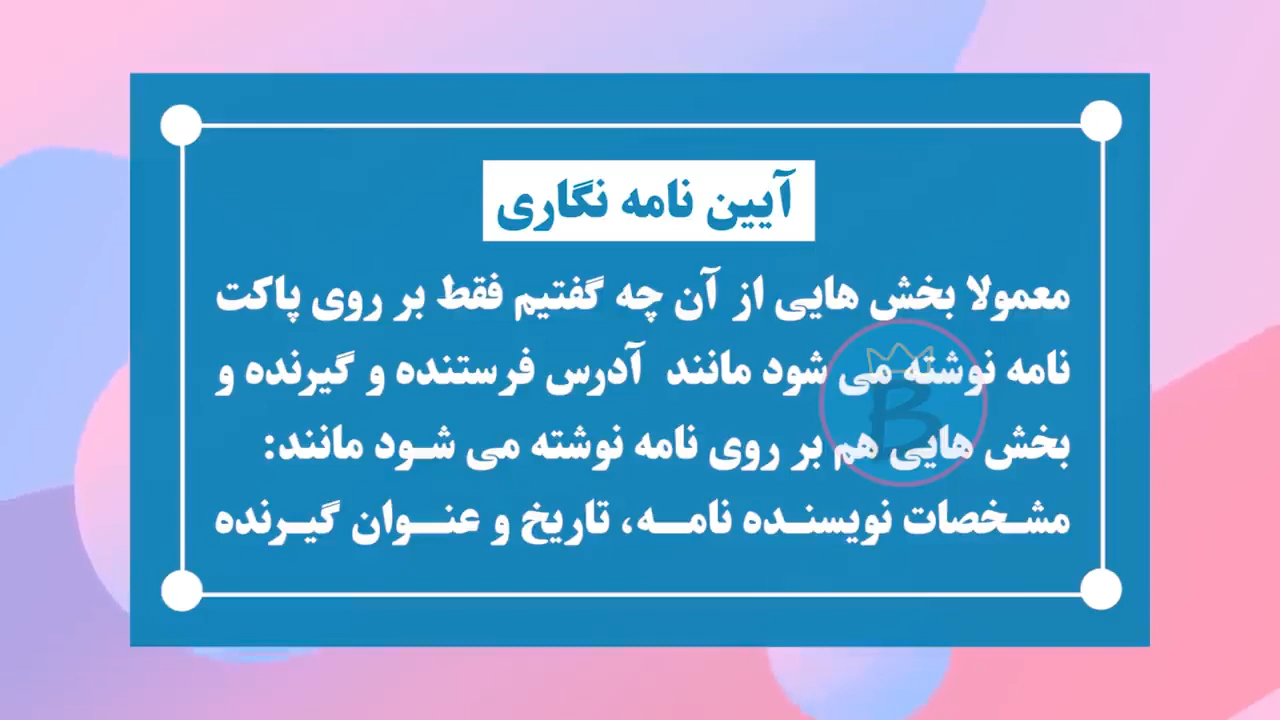 آیین نامه نگاری
معمولا بخش هایی از آن چه گفتیم فقط بر روی پاکت
نامه نوشته می شود مانند آدرس فرستنده و گیرنده و
بخش هایی هم بر روی نامه نوشته می شود مانند:
مشخصات نویسنده نامه، تاریخ و عنوان گیرنده
B